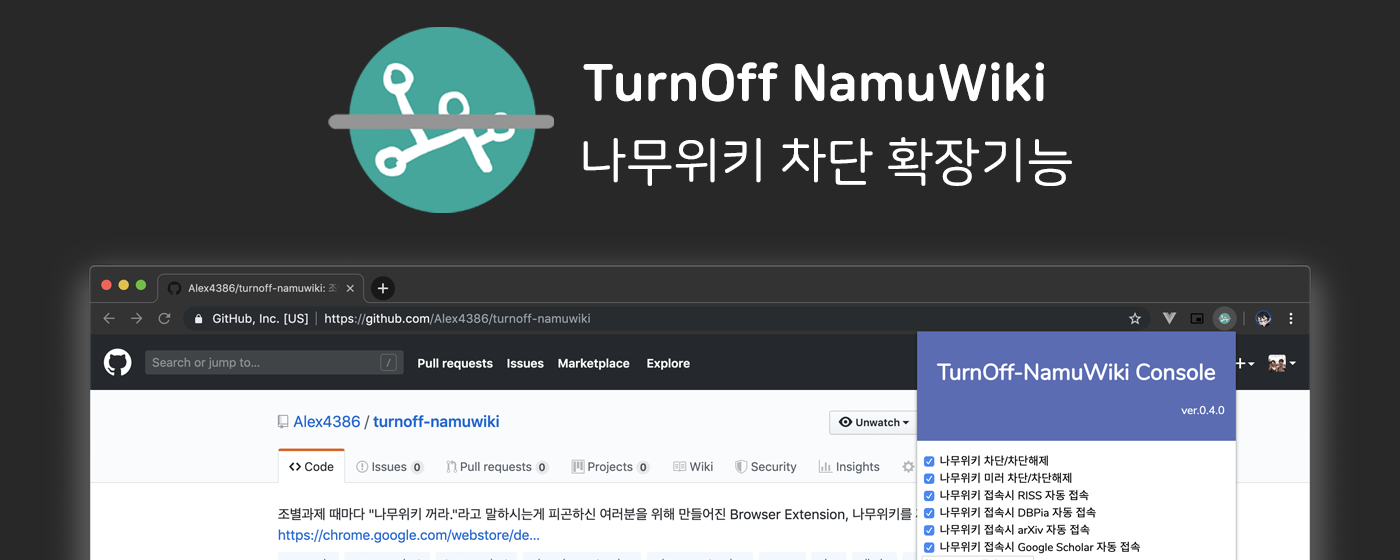 TurnOff NamuWiki
나무위키 차단 확장기능
Alex4386/turnoff-namuwiki: 조
GitHub, Inc. [US] | https://github.com/Alex4386/turnoff-namuwiki
Search or jump to... /
Pull requests Issues Marketplace Explore
TurnOff-NamuWiki Console
ver.0.4.0
Alex4386 / turnoff-namuwiki
Unwatch
Code Issues 0 Pull requests 0 Projects 0 Wiki Security Insights
나무위키 차단/차단해제
나무위키 미러 차단/차단해제
나무위키 접속시 RISS 자동 접속
나무위키 접속시 DBPia 자동 접속
나무위키 접속시 arXiv 자동 접속
나무위키 접속시 Google Scholar 자동 접속
조별과제 때마다 "나무위키 꺼라."라고 말하시는게 피곤하신 여러분을 위해 만들어진 Browser Extension, 나무위키를
https://chrome.google.com/webstore/de...